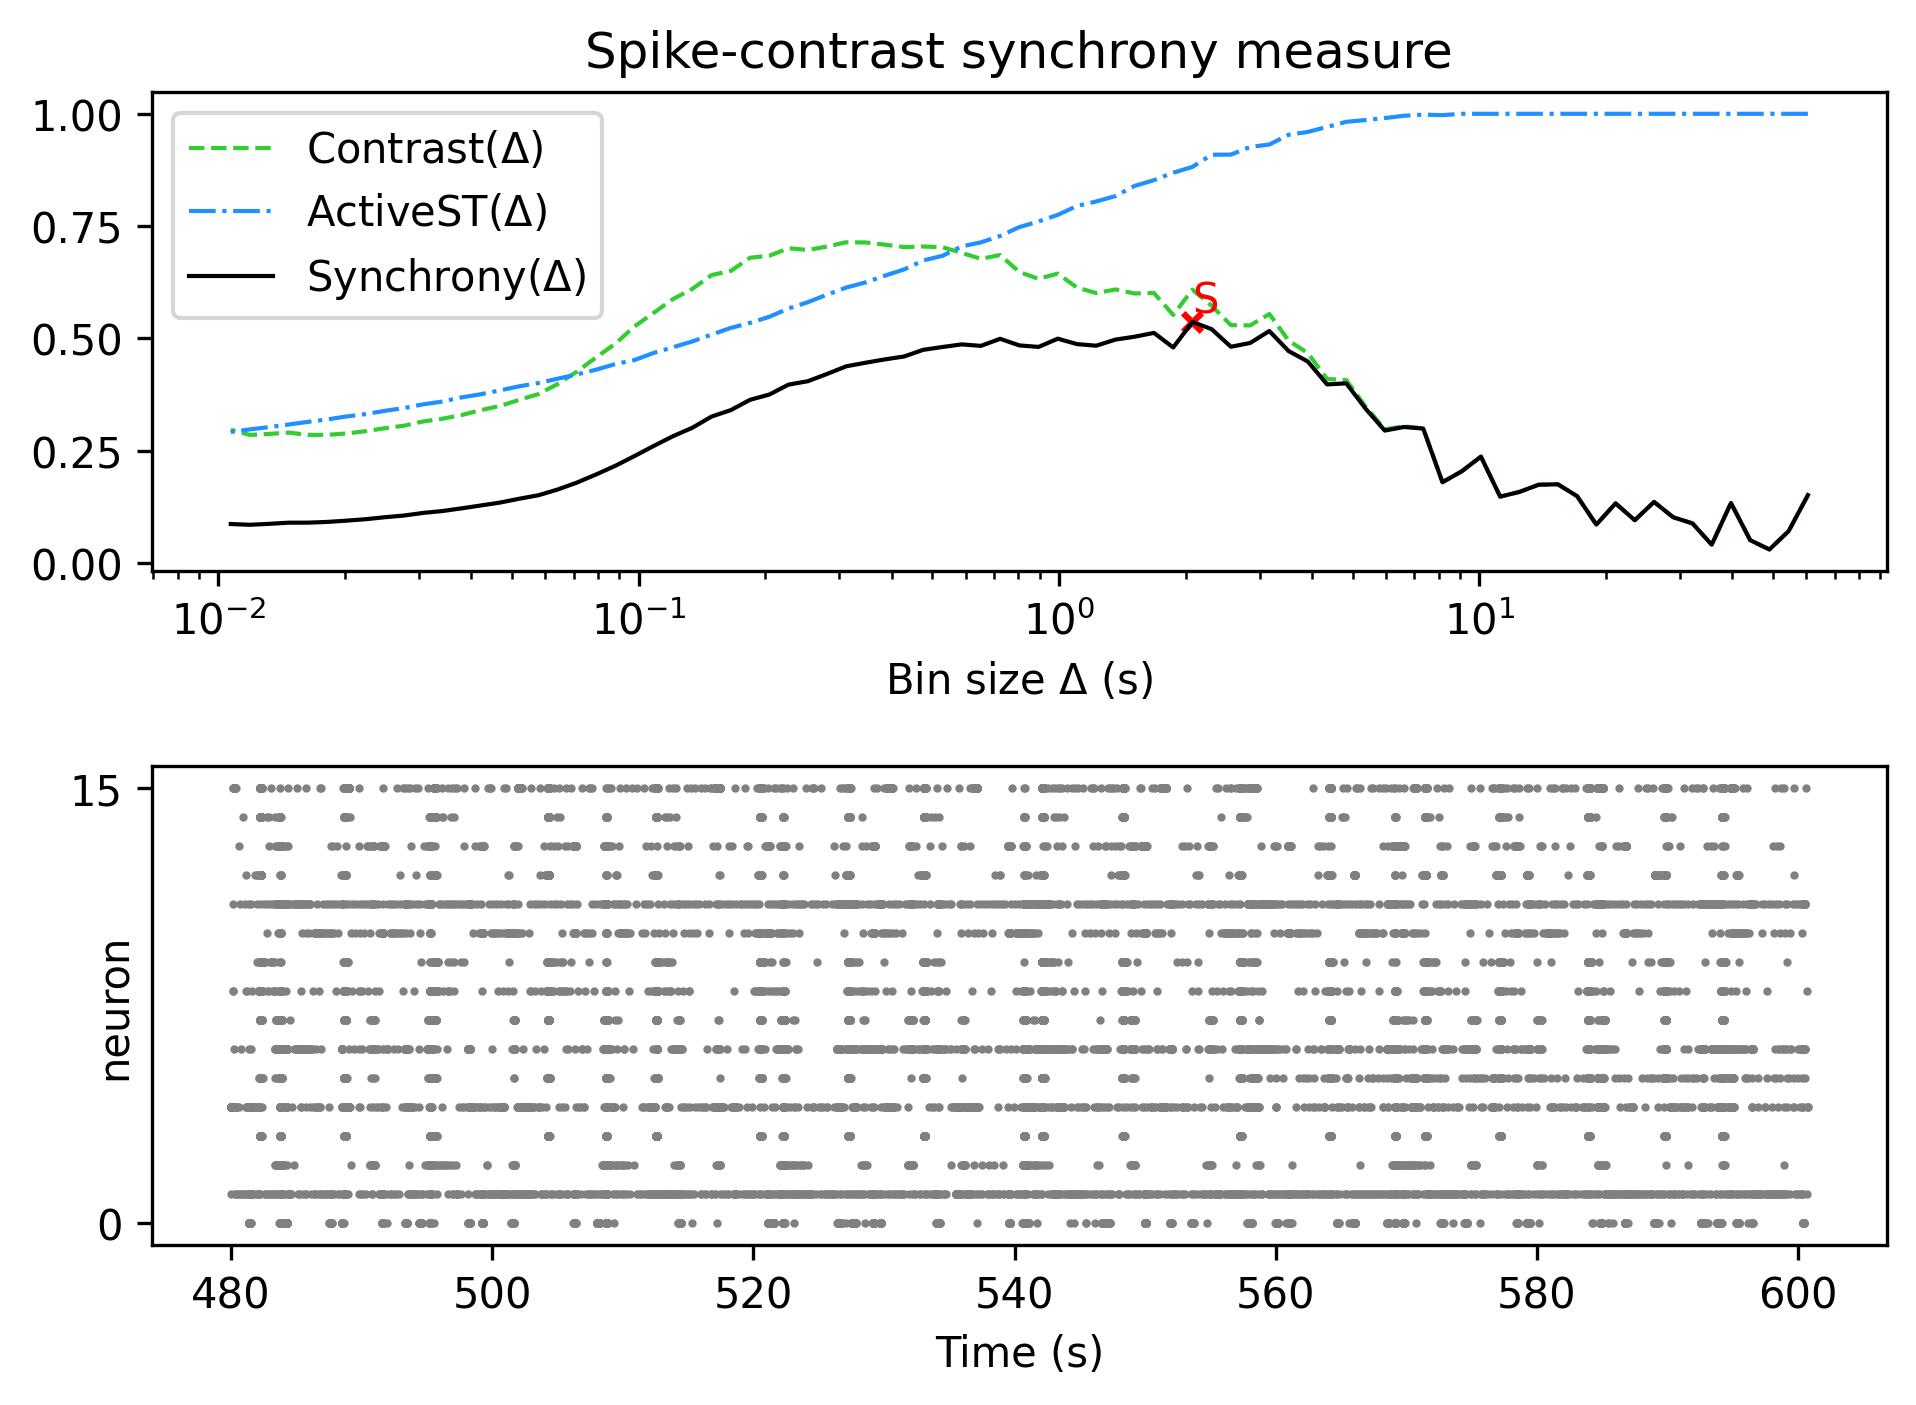 Spike-contrast synchrony measure
1.00
0.75
0.50
0.25
0.00
Contrast(Δ)
ActiveST(Δ)
Synchrony(Δ)
S
10⁻² 10⁻¹ 10⁰ 10¹
Bin size Δ (s)
15
0
neuron
480 500 520 540 560 580 600
Time (s)